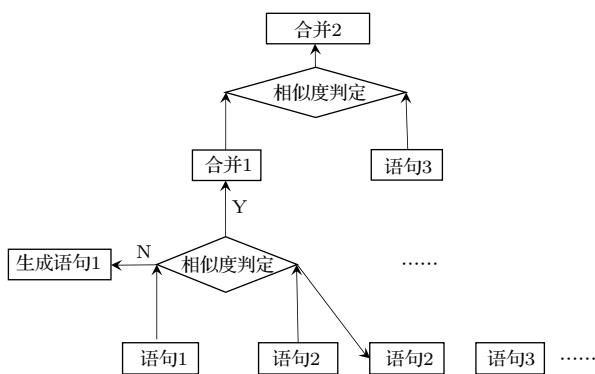 合并2
相似度判定
合并1
语句3
Y
生成语句1
N
相似度判定
……
语句1
语句2
语句2
语句3
……